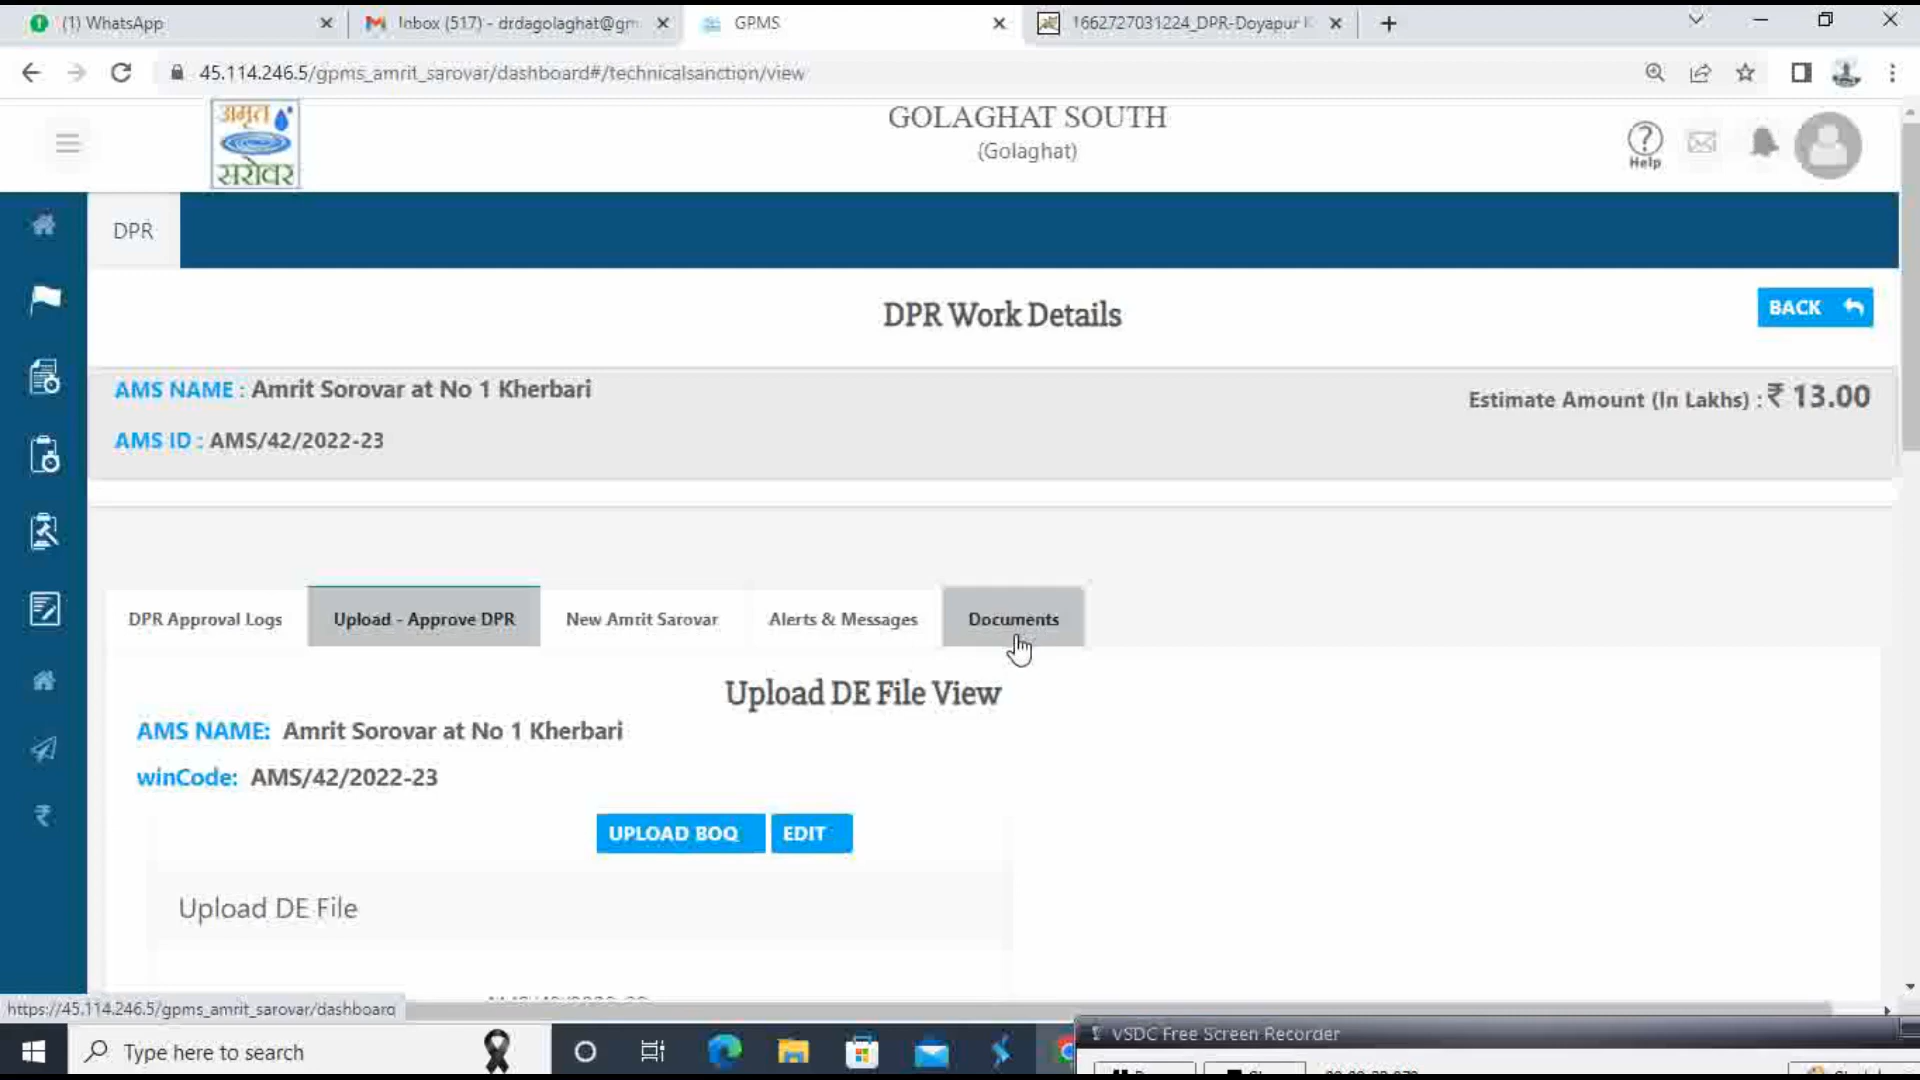 (1) WhatsApp
Inbox (517) - drdagolaghat@gm
GPMS
1662727031224_DPR-Doyapur
45.114.246.5/gpms_amrit_sarovar/dashboard#/technicalsanction/view
अमृत
सरोवर
GOLAGHAT SOUTH
(Golaghat)
Help
DPR
DPR Work Details
BACK
AMS NAME : Amrit Sorovar at No 1 Kherbari
Estimate Amount (In Lakhs) : ₹ 13.00
AMS ID : AMS/42/2022-23
DPR Approval Logs
Upload - Approve DPR
New Amrit Sarovar
Alerts & Messages
Documents
Upload DE File View
AMS NAME: Amrit Sorovar at No 1 Kherbari
winCode: AMS/42/2022-23
UPLOAD BOQ
EDIT
Upload DE File
https://45.114.246.5/gpms_amrit_sarovar/dashboard
Type here to search
VSDC Free Screen Recorder